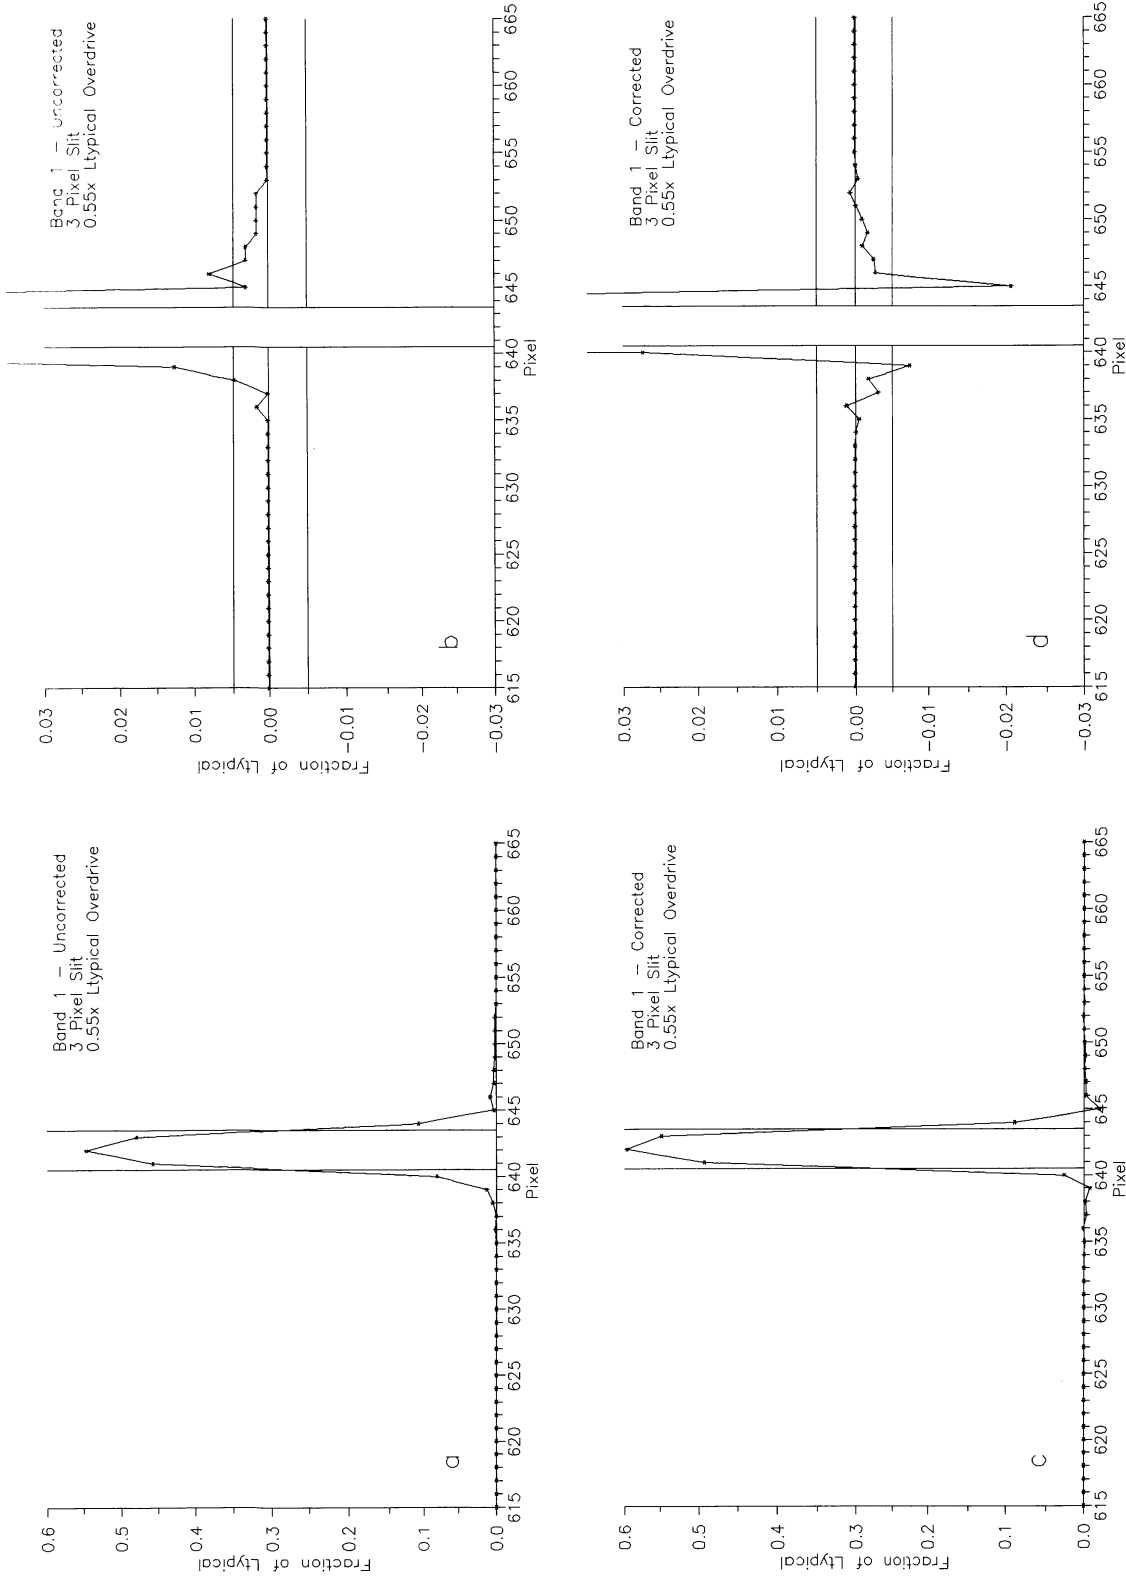 Band 1 – Uncorrected
3 Pixel Slit
0.55x Ltypical Overdrive
0.6
0.5
0.4
0.3
0.2
0.1
0.0
Fraction of Ltypical
615 620 625 630 635 640 645 650 655 660 665
Pixel
a
Band 1 – Uncorrected
3 Pixel Slit
0.55x Ltypical Overdrive
0.03
0.02
0.01
0.00
-0.01
-0.02
-0.03
Fraction of Ltypical
615 620 625 630 635 640 645 650 655 660 665
Pixel
b
Band 1 – Corrected
3 Pixel Slit
0.55x Ltypical Overdrive
0.6
0.5
0.4
0.3
0.2
0.1
0.0
Fraction of Ltypical
615 620 625 630 635 640 645 650 655 660 665
Pixel
c
Band 1 – Corrected
3 Pixel Slit
0.55x Ltypical Overdrive
0.03
0.02
0.01
0.00
-0.01
-0.02
-0.03
Fraction of Ltypical
615 620 625 630 635 640 645 650 655 660 665
Pixel
d